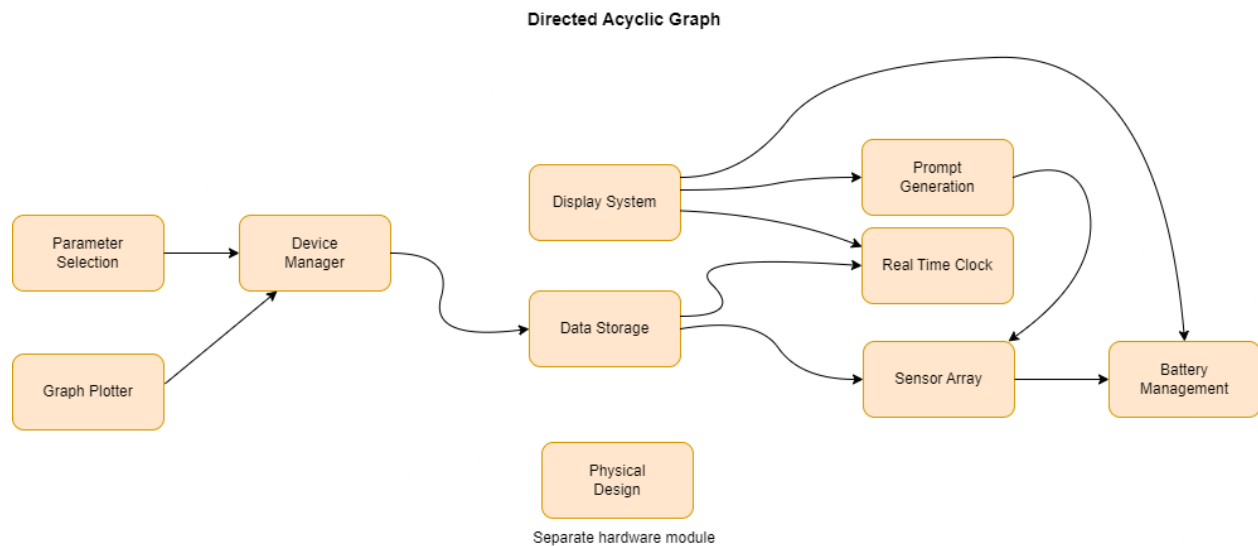 Directed Acyclic Graph
Prompt
Generation
Display System
Parameter
Selection
Device
Manager
Real Time Clock
Data Storage
Graph Plotter
Sensor Array
Battery
Management
Physical
Design
Separate hardware module